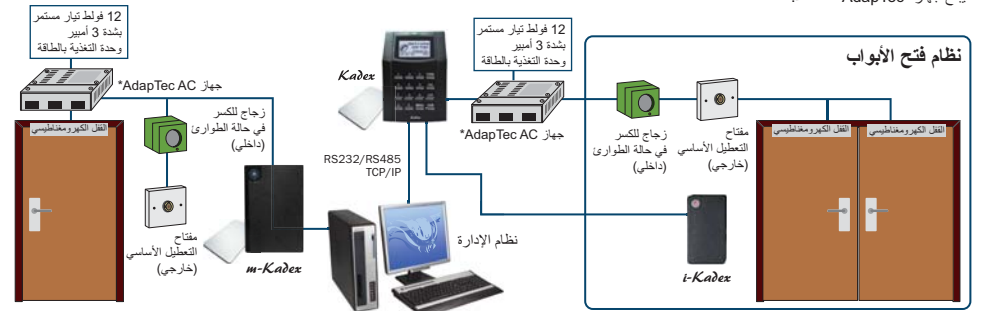 12 فولط تيار مستمر
بشدة 3 أمبير
وحدة التغذية بالطاقة
جهاز AdapTec AC*
زجاج للكسر
في حالة الطوارئ
(داخلي)
مفتاح
التعطيل الأساسي
(خارجي)
القفل الكهرومغناطيسي
m-Kadex
Kadex
12 فولط تيار مستمر
بشدة 3 أمبير
وحدة التغذية بالطاقة
جهاز AdapTec AC*
RS232/RS485
TCP/IP
نظام الإدارة
AdapTec
نظام فتح الأبواب
زجاج للكسر
في حالة الطوارئ
(داخلي)
مفتاح
التعطيل الأساسي
(خارجي)
القفل الكهرومغناطيسي
القفل الكهرومغناطيسي
i-Kadex